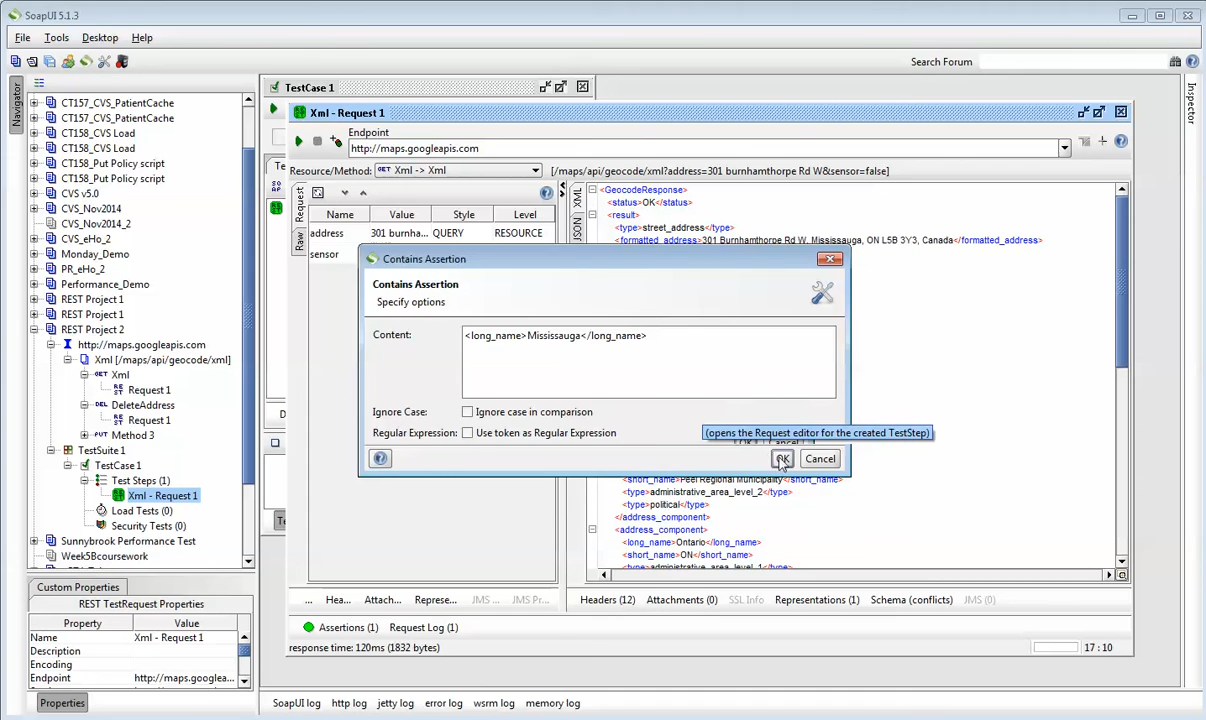 SoapUI 5.1.3
File Tools Desktop Help
Search Forum
Navigator
CT157_CVS_PatientCache
CT157_CVS_PatientCache
CT158_CVS Load
CT158_CVS Load
CT158_Put Policy script
CT158_Put Policy script
CVS v5.0
CVS_Nov2014
CVS_Nov2014_2
CVS_eHo_2
Monday_Demo
PR_eHo_2
Performance_Demo
REST Project 1
REST Project 1
REST Project 2
http://maps.googleapis.com
Xml [/maps/api/geocode/xml]
GET Xml
REST Request 1
DEL DeleteAddress
REST Request 1
Method 3
TestSuite 1
TestCase 1
Test Steps (1)
Xml - Request 1
Load Tests (0)
Security Tests (0)
Sunnybrook Performance Test
Week5Bcoursework
Custom Properties
REST TestRequest Properties
Property Value
Name Xml - Request 1
Description
Encoding
Endpoint http://maps.googlea...
Properties
TestCase 1
Xml - Request 1
Endpoint
http://maps.googleapis.com
Resource/Method: GET Xml -> Xml [/maps/api/geocode/xml?address=301 burnhamthorpe Rd W&sensor=false]
Request
Raw
Name Value Style Level
address 301 burnha... QUERY RESOURCE
sensor
XML
JSON
<GeocodeResponse>
<status>OK</status>
<result>
<type>street_address</type>
<formatted_address>301 Burnhamthorpe Rd W, Mississauga, ON L5B 3Y3, Canada</formatted_address>
Contains Assertion
Contains Assertion
Specify options
Content: <long_name>Mississauga</long_name>
Ignore Case: Ignore case in comparison
Regular Expression: Use token as Regular Expression
(opens the Request editor for the created TestStep)
OK Cancel
<short_name>Peel Regional Municipality</short_name>
<type>administrative_area_level_2</type>
<type>political</type>
</address_component>
<address_component>
<long_name>Ontario</long_name>
<short_name>ON</short_name>
<type>administrative_area_level_1</type>
... Hea... Attach... Represe... JMS ... JMS Pr...
Headers (12) Attachments (0) SSL Info Representations (1) Schema (conflicts) JMS (0)
Assertions (1) Request Log (1)
response time: 120ms (1832 bytes)
17 : 10
Inspector
SoapUI log http log jetty log error log wsrm log memory log